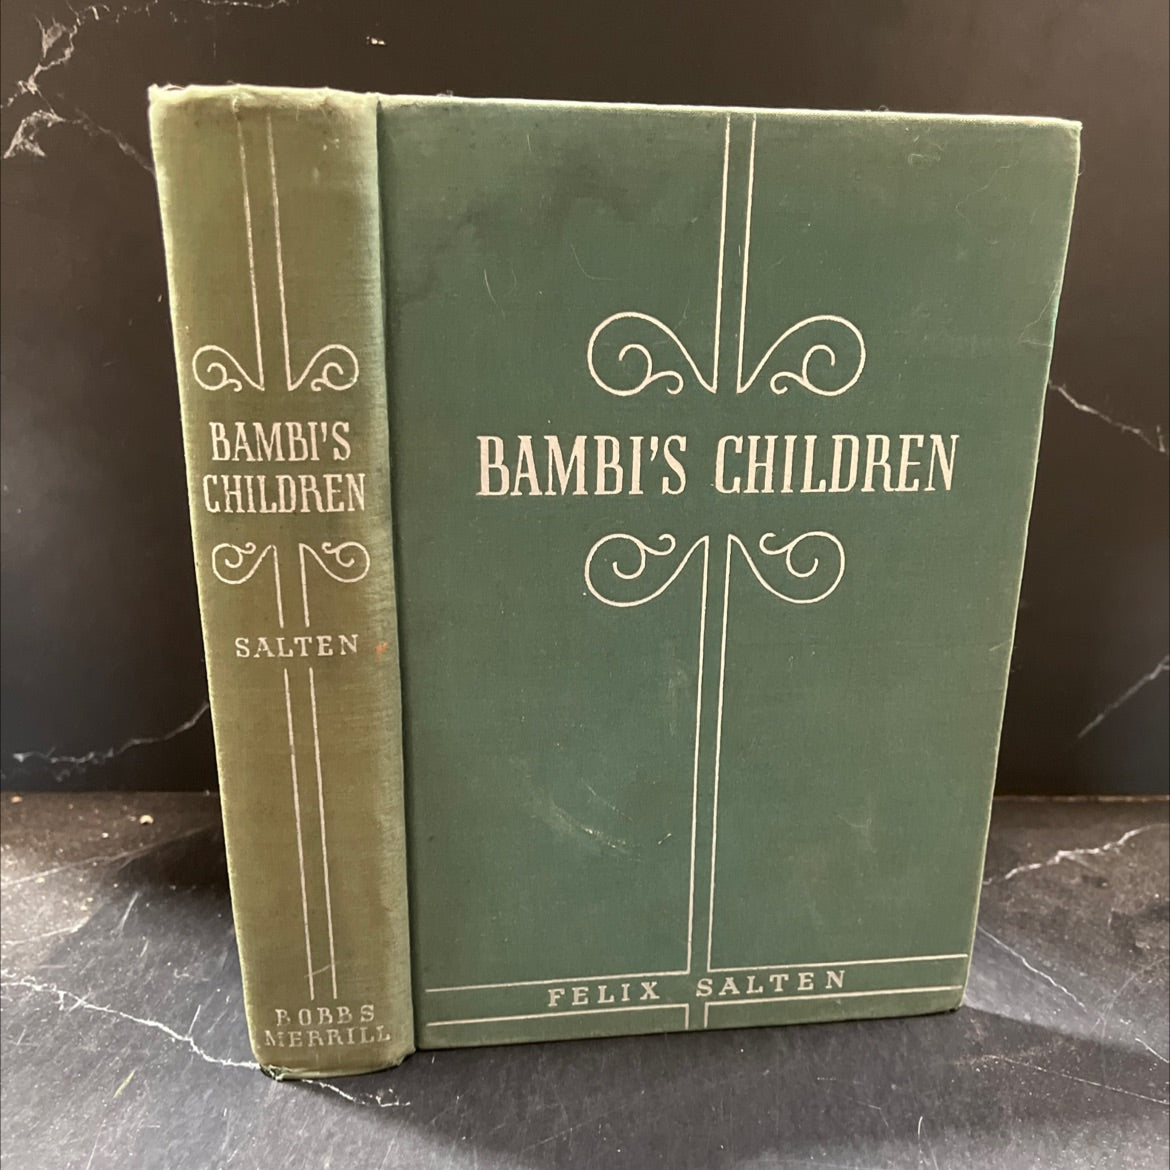 BAMBI'S
CHILDREN
SALTEN
BOBBS
MERRILL
BAMBI'S CHILDREN
FELIX SALTEN